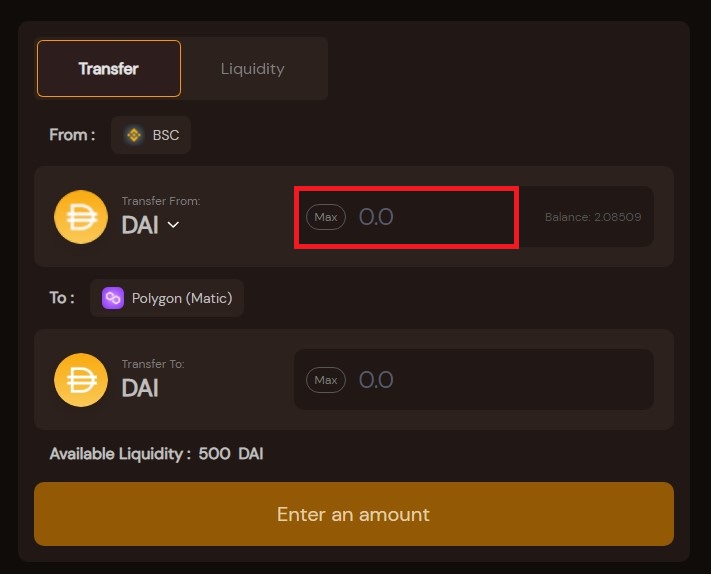 Transfer Liquidity
From : BSC
Transfer From:
DAI Max 0.0 Balance: 2.08509
To : Polygon (Matic)
Transfer To:
DAI Max 0.0
Available Liquidity : 500 DAI
Enter an amount